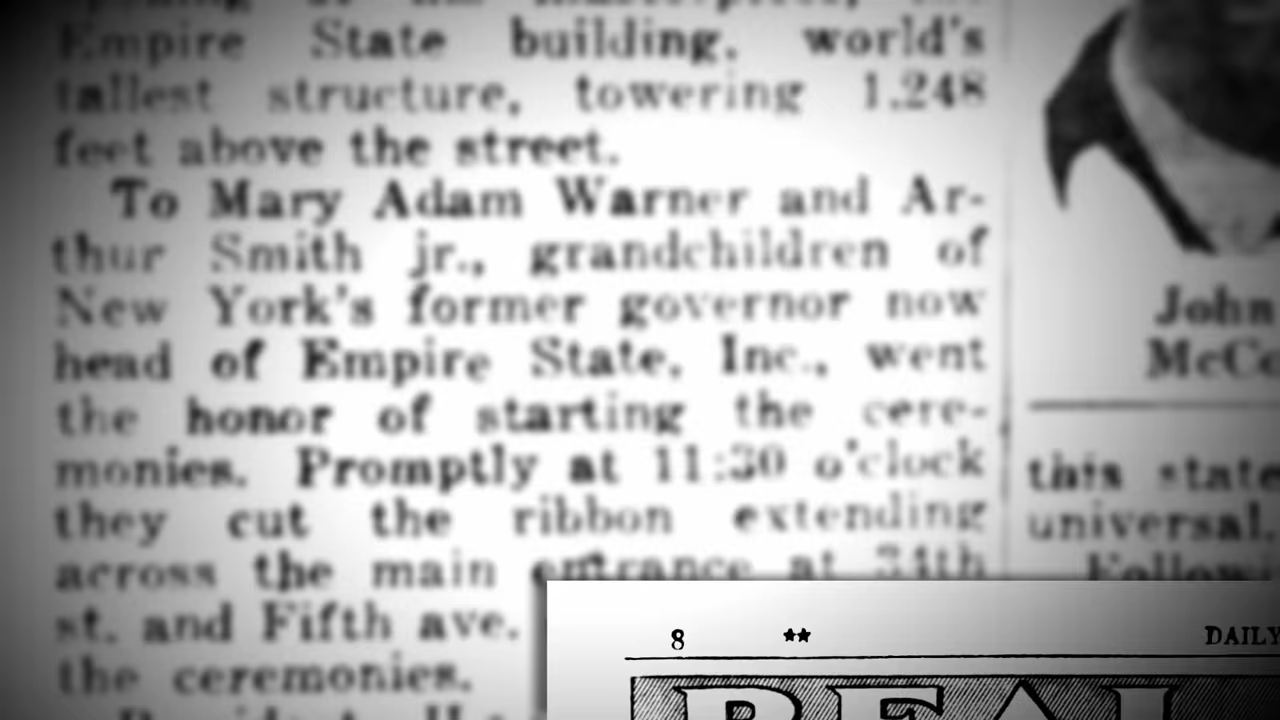 Empire State building, world's
tallest structure, towering 1,248
feet above the street.
To Mary Adam Warner and Ar-
thur Smith jr., grandchildren of
New York's former governor now
head of Empire State, Inc., went
the honor of starting the cere-
monies. Promptly at 11:30 o'clock
they cut the ribbon extending
across the main entrance at 34th
st. and Fifth ave.
the ceremonies.
John
this state
universal.
8 ** DAILY